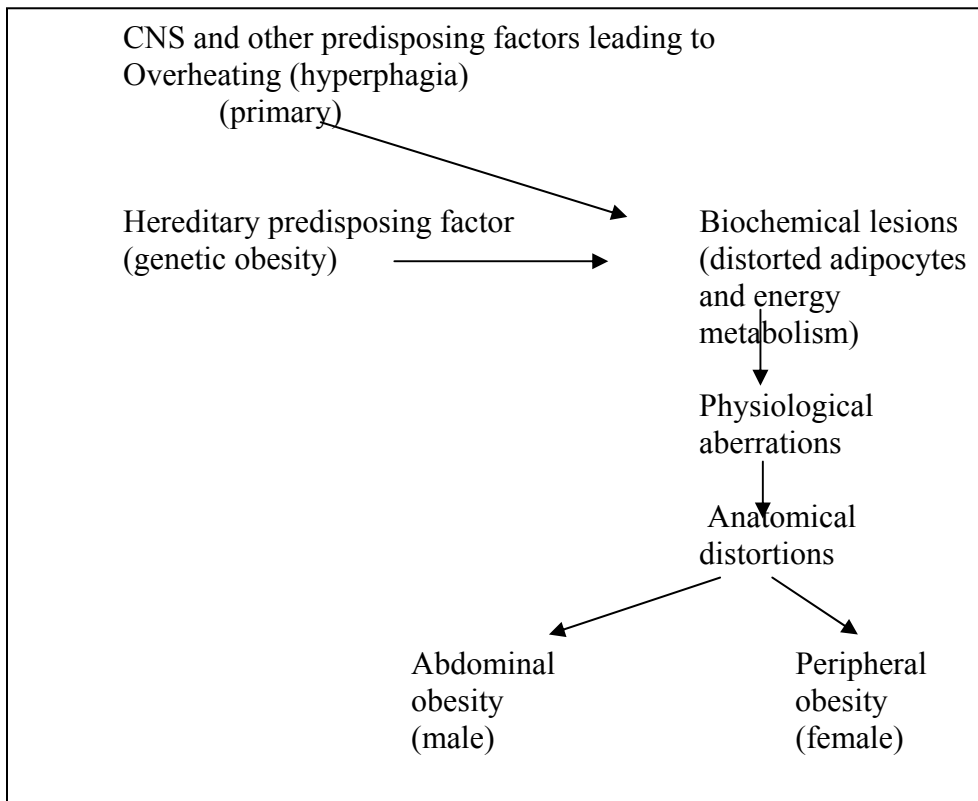 CNS and other predisposing factors leading to
Overheating (hyperphagia)
(primary)
Hereditary predisposing factor
(genetic obesity)
Biochemical lesions
(distorted adipocytes
and energy
metabolism)
Physiological
aberrations
Anatomical
distortions
Abdominal
obesity
(male)
Peripheral
obesity
(female)